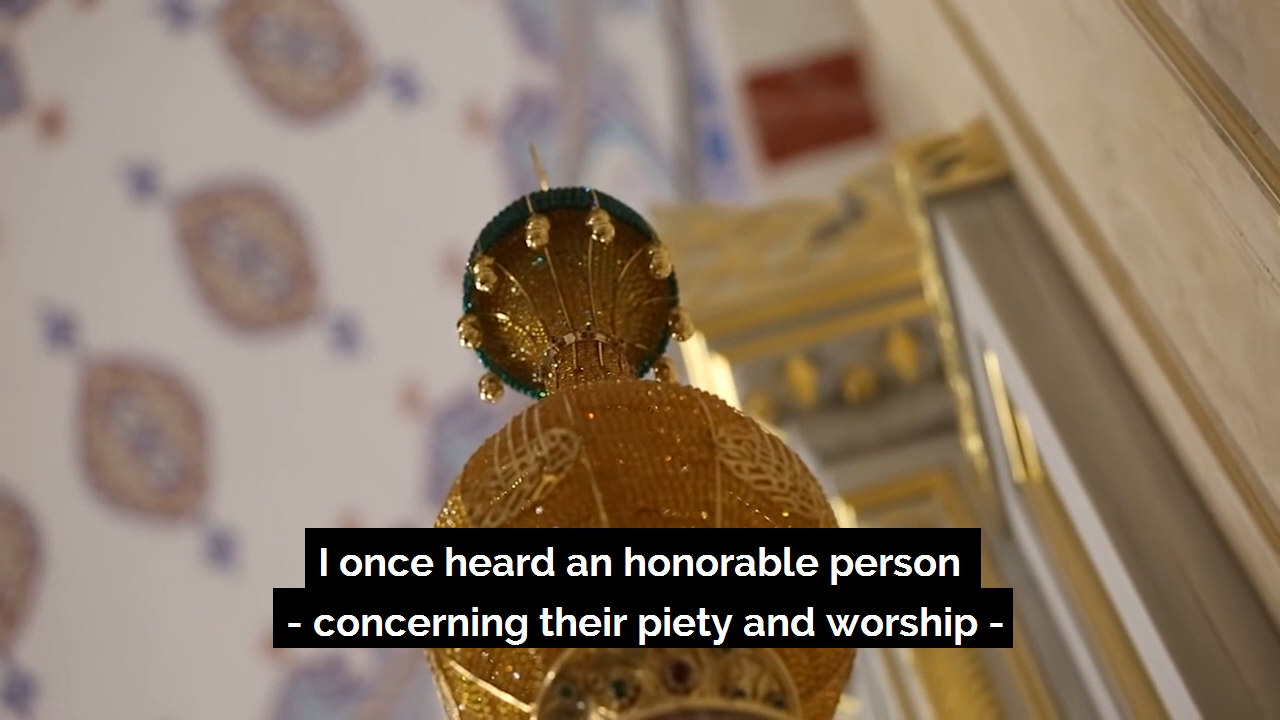 I once heard an honorable person
- concerning their piety and worship -